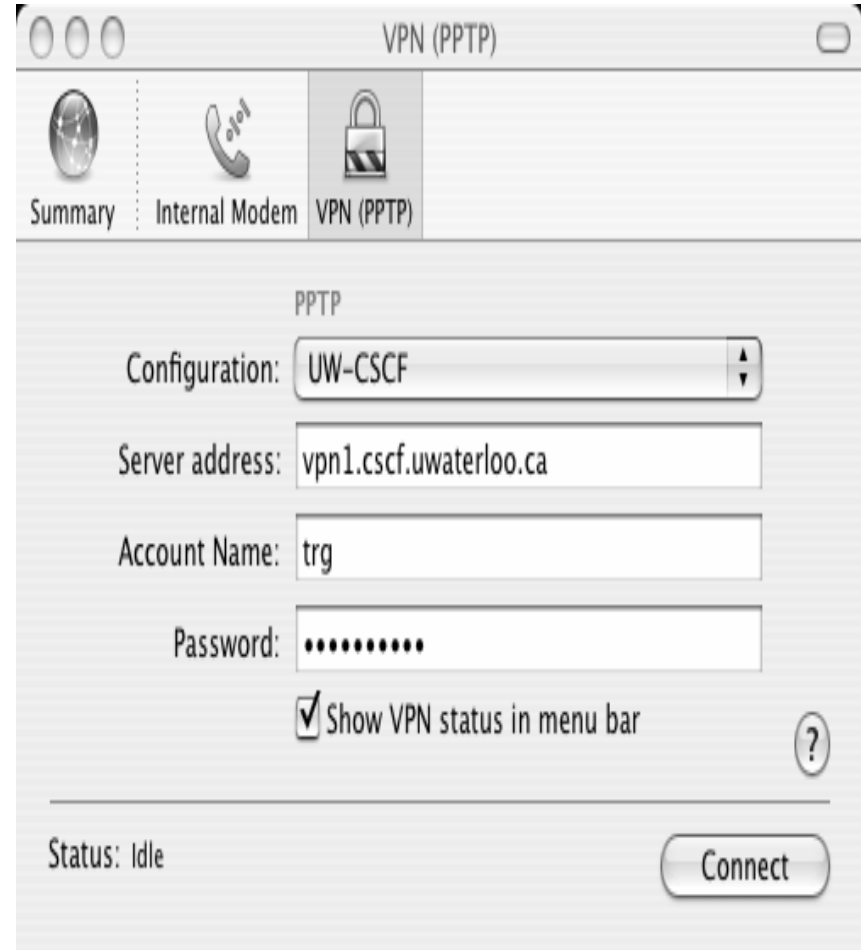 VPN (PPTP)
Summary
Internal Modem
VPN (PPTP)
PPTP
Configuration: UW-CSCF
Server address: vpn1.cscf.uwaterloo.ca
Account Name: trg
Password: ••••••••••
Show VPN status in menu bar
?
Status: Idle
Connect